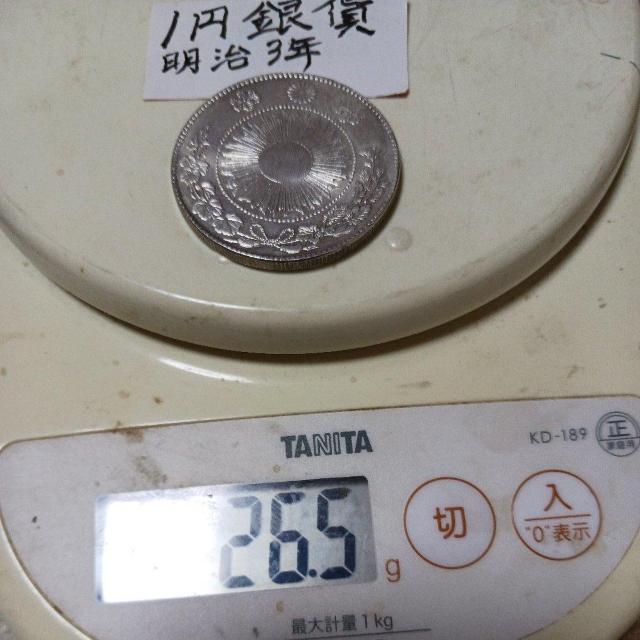 1円銀貨
明治3年
TANITA
KD-189
正
26.5 g
切
入
"0"表示
最大計量1kg